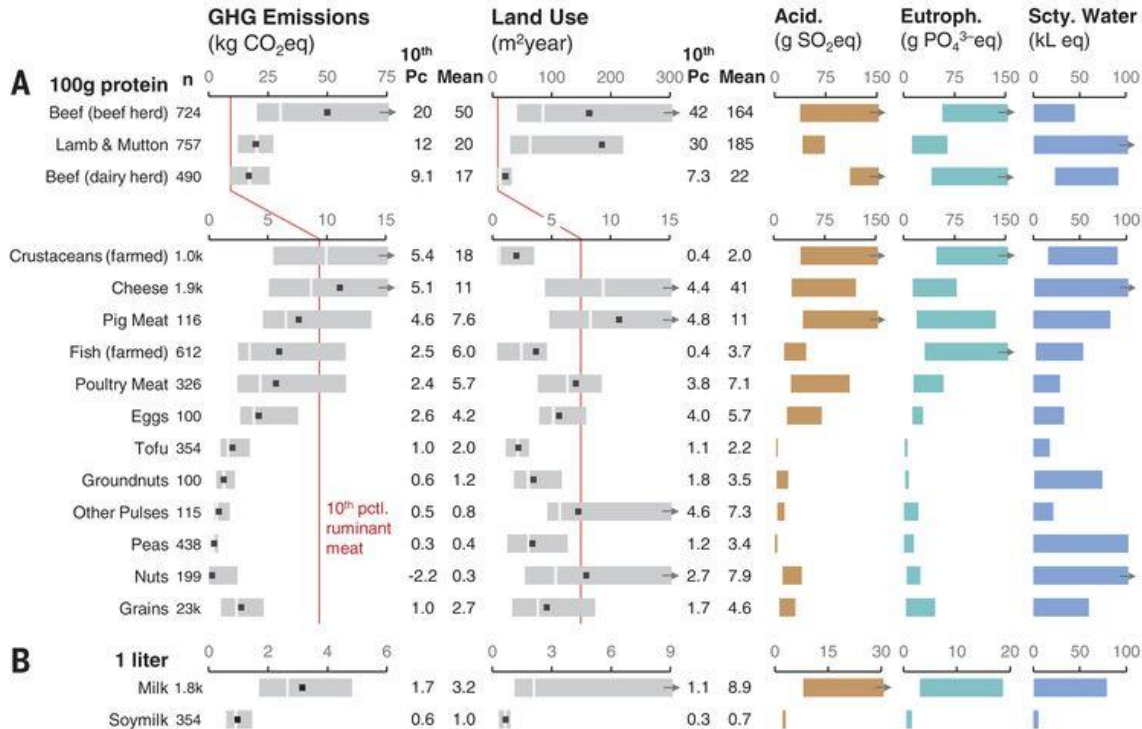 GHG Emissions Land Use Acid. Eutroph. Scty. Water
(kg CO₂eq) 10th (m²year) 10th (g SO₂eq) (g PO₄³⁻eq) (kL eq)
A 100g protein n 0 25 50 75 Pc Mean 0 100 200 300 Pc Mean 0 75 150 0 75 150 0 50 100
Beef (beef herd) 724 20 50 42 164
Lamb & Mutton 757 12 20 30 185
Beef (dairy herd) 490 9.1 17 7.3 22
0 5 10 15 0 5 10 15 0 75 150 0 75 150 0 50 100
Crustaceans (farmed) 1.0k 5.4 18 0.4 2.0
Cheese 1.9k 5.1 11 4.4 41
Pig Meat 116 4.6 7.6 4.8 11
Fish (farmed) 612 2.5 6.0 0.4 3.7
Poultry Meat 326 2.4 5.7 3.8 7.1
Eggs 100 2.6 4.2 4.0 5.7
Tofu 354 1.0 2.0 1.1 2.2
Groundnuts 100 0.6 1.2 1.8 3.5
Other Pulses 115 10th pctl. 0.5 0.8 4.6 7.3
ruminant
Peas 438 meat 0.3 0.4 1.2 3.4
Nuts 199 -2.2 0.3 2.7 7.9
Grains 23k 1.0 2.7 1.7 4.6
B 1 liter 0 2 4 6 0 3 6 9 0 15 30 0 10 20 0 50 100
Milk 1.8k 1.7 3.2 1.1 8.9
Soymilk 354 0.6 1.0 0.3 0.7